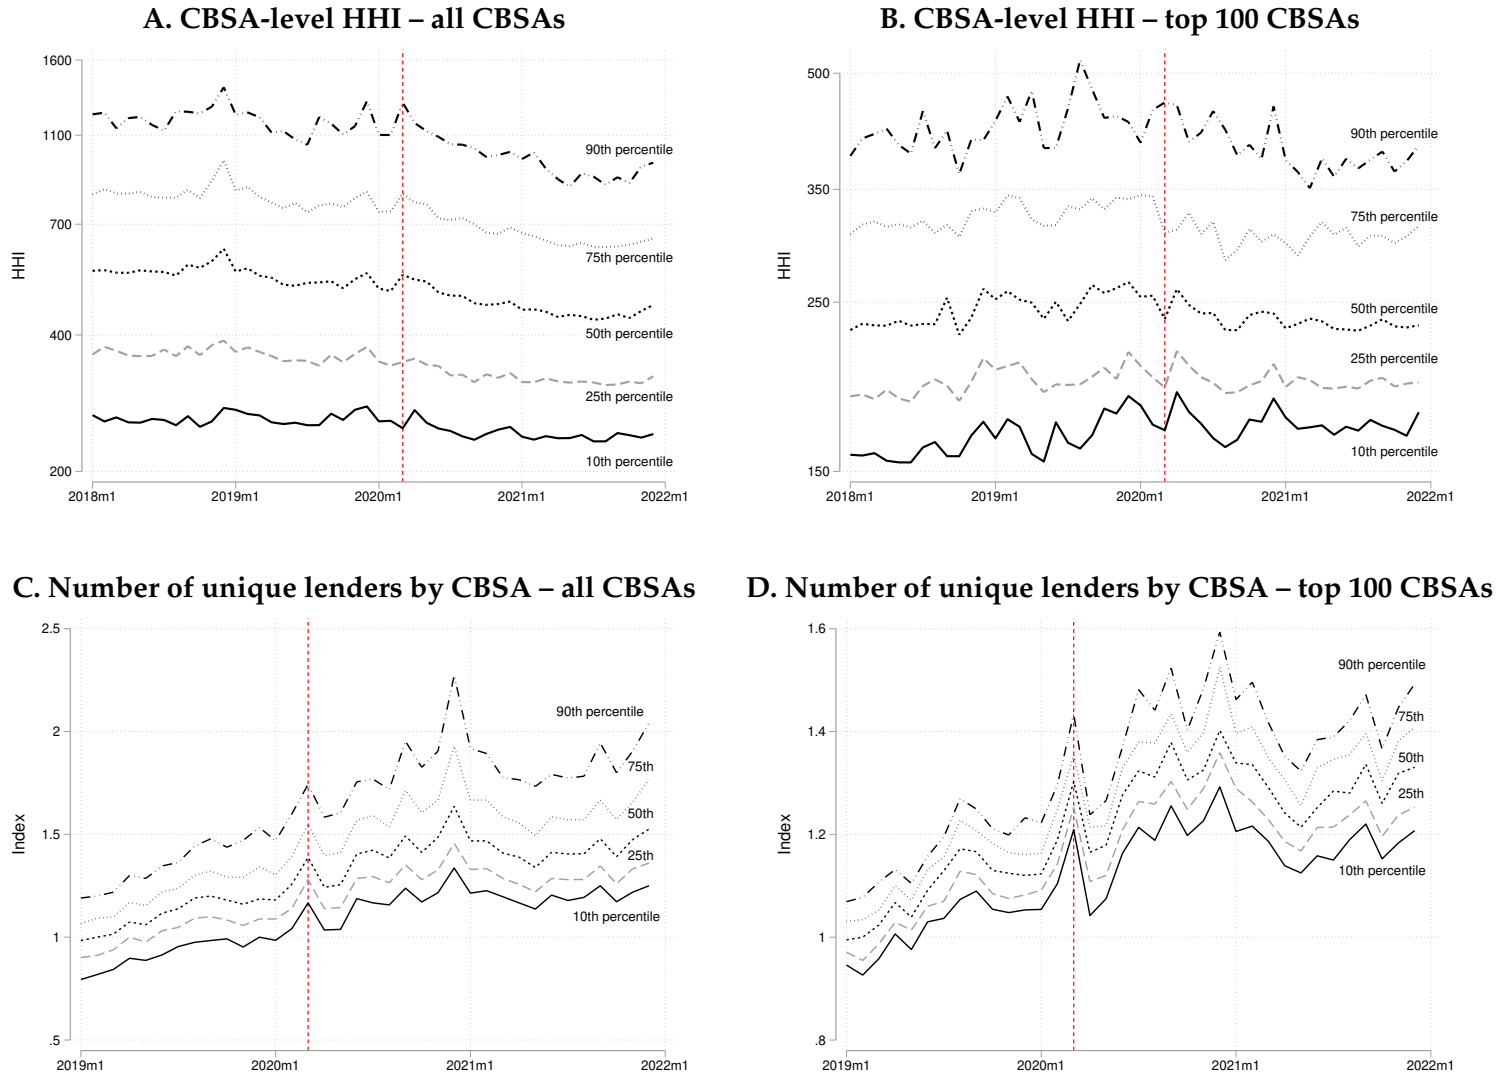 A. CBSA-level HHI – all CBSAs
HHI
1600
1100
700
400
200
90th percentile
75th percentile
50th percentile
25th percentile
10th percentile
2018m1 2019m1 2020m1 2021m1 2022m1
B. CBSA-level HHI – top 100 CBSAs
HHI
500
350
250
150
90th percentile
75th percentile
50th percentile
25th percentile
10th percentile
2018m1 2019m1 2020m1 2021m1 2022m1
C. Number of unique lenders by CBSA – all CBSAs
Index
2.5
2
1.5
1
.5
90th percentile
75th
50th
25th
10th percentile
2019m1 2020m1 2021m1 2022m1
D. Number of unique lenders by CBSA – top 100 CBSAs
Index
1.6
1.4
1.2
1
.8
90th percentile
75th
50th
25th
10th percentile
2019m1 2020m1 2021m1 2022m1